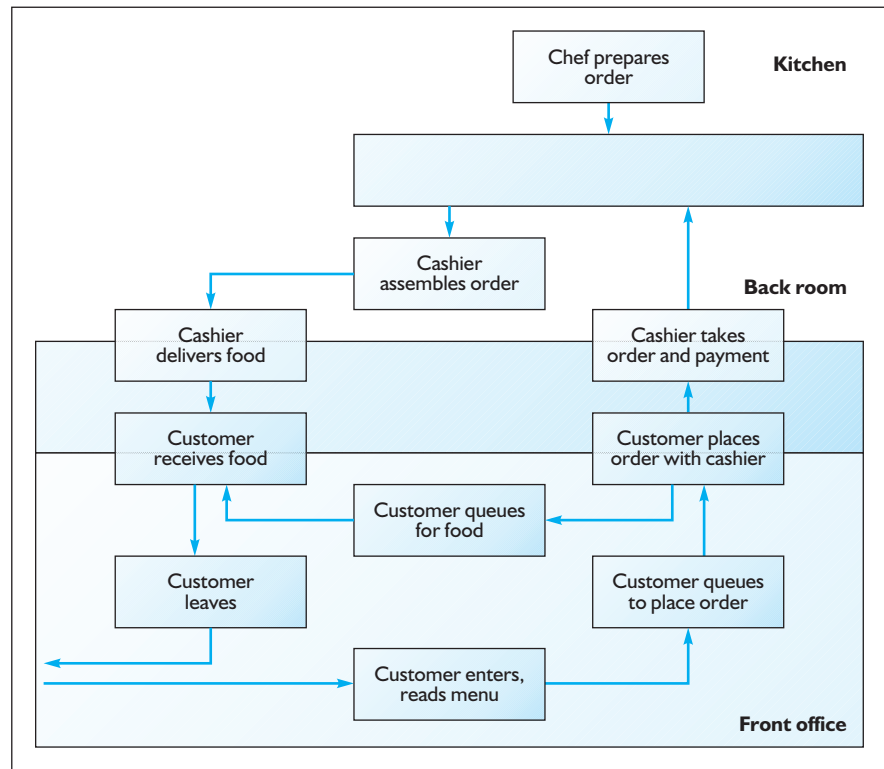 Chef prepares
order
Kitchen
Cashier
assembles order
Back room
Cashier
delivers food
Cashier takes
order and payment
Customer
receives food
Customer places
order with cashier
Customer queues
for food
Customer
leaves
Customer queues
to place order
Customer enters,
reads menu
Front office